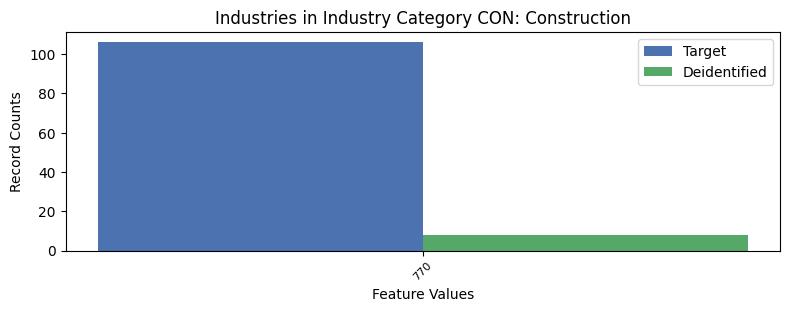 Industries in Industry Category CON: Construction
Target
Deidentified
Record Counts
100
80
60
40
20
0
770
Feature Values